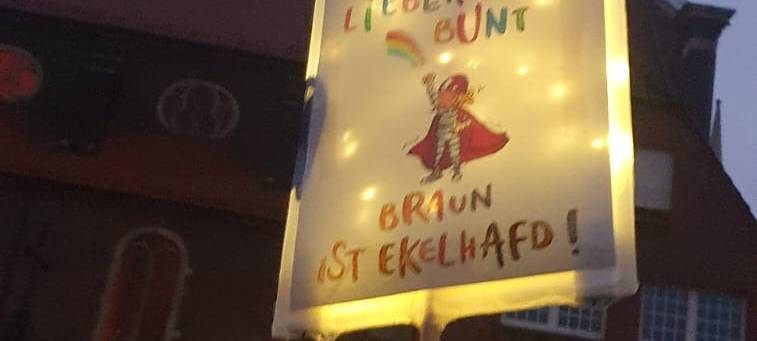 LIEBER
BUNT
BRAUN
iST EKELHAFD!